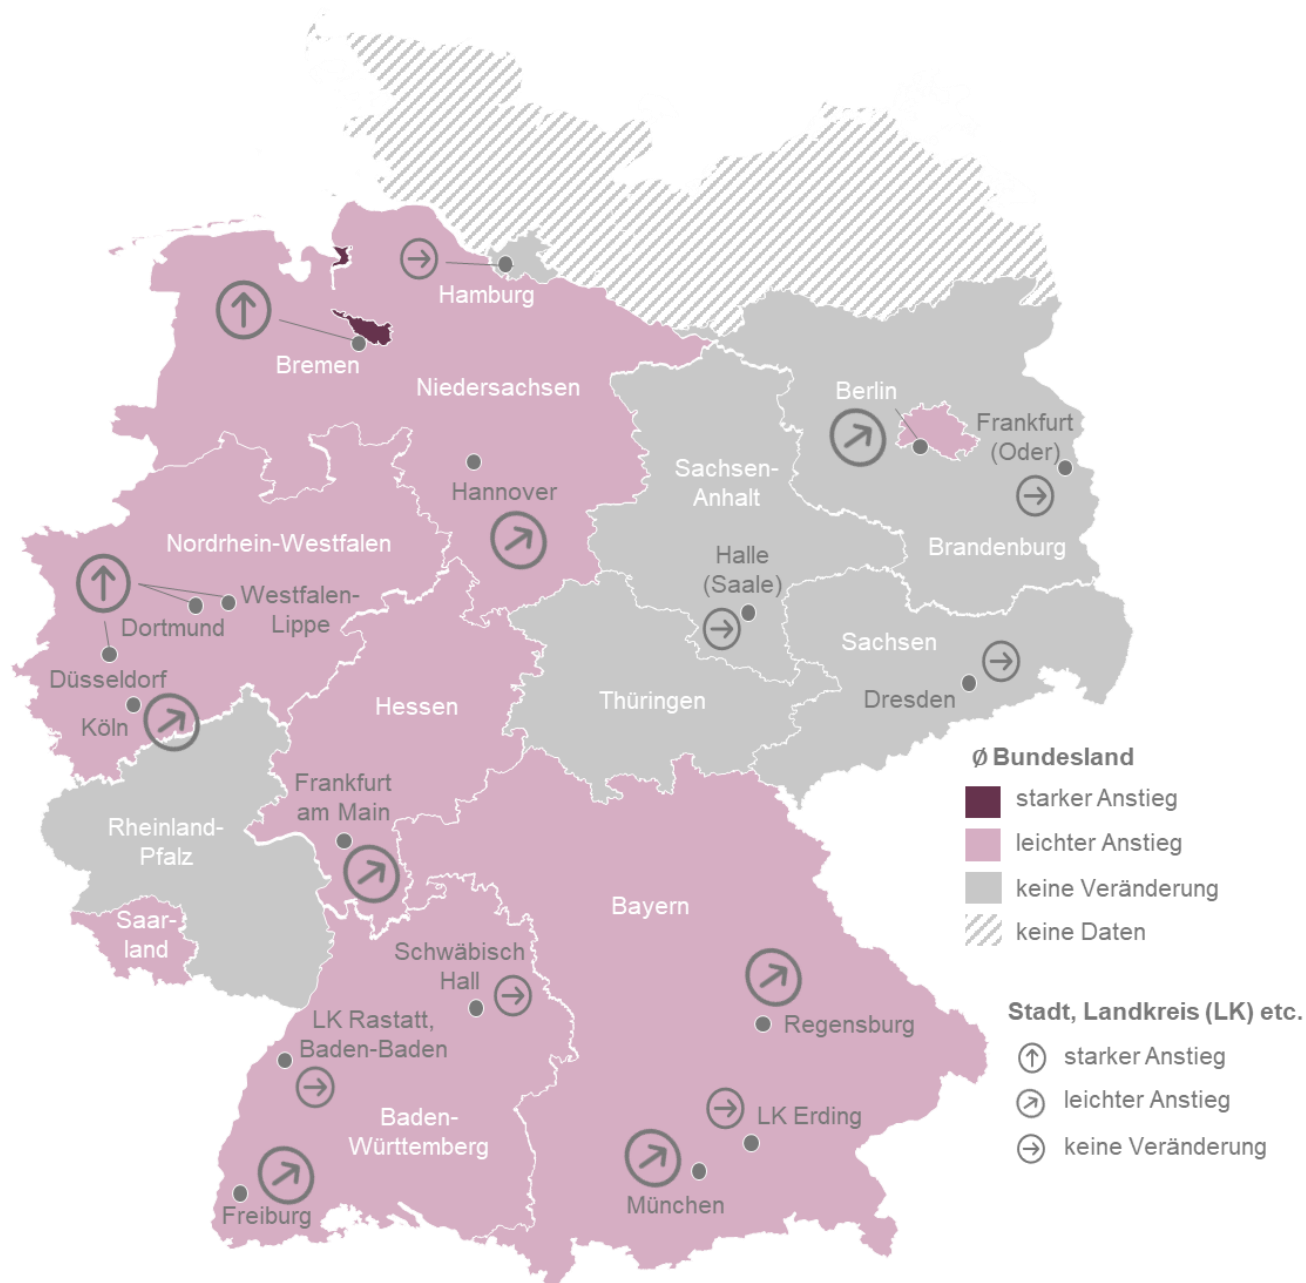 Hamburg
Bremen
Niedersachsen
Berlin
Frankfurt
(Oder)
Sachsen-
Anhalt
Hannover
Nordrhein-Westfalen
Brandenburg
Halle
(Saale)
Westfalen-
Lippe
Dortmund
Sachsen
Düsseldorf
Dresden
Thüringen
Hessen
Köln
Frankfurt
am Main
Rheinland-
Pfalz
Bayern
Saar-
land
Schwäbisch
Hall
LK Rastatt,
Baden-Baden
Regensburg
Baden-
Württemberg
LK Erding
München
Freiburg
Ø Bundesland
starker Anstieg
leichter Anstieg
keine Veränderung
keine Daten
Stadt, Landkreis (LK) etc.
starker Anstieg
leichter Anstieg
keine Veränderung